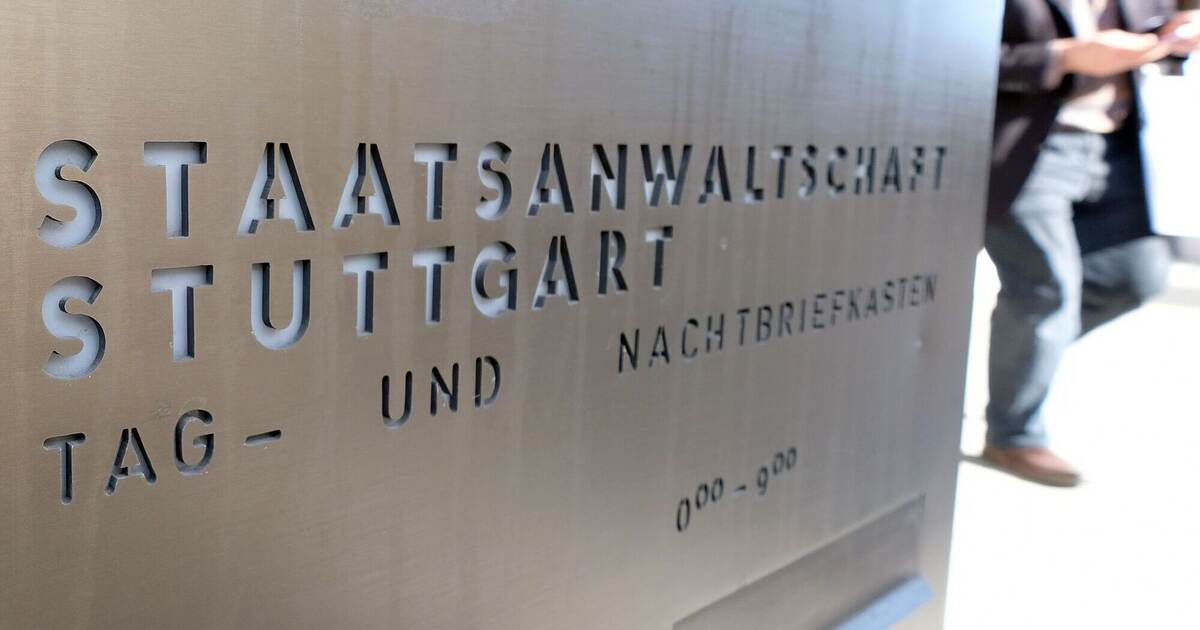 STAATSANWALTSCHAFT
STUTTGART
TAG- UND NACHTBRIEFKASTEN
0⁰⁰ – 9⁰⁰